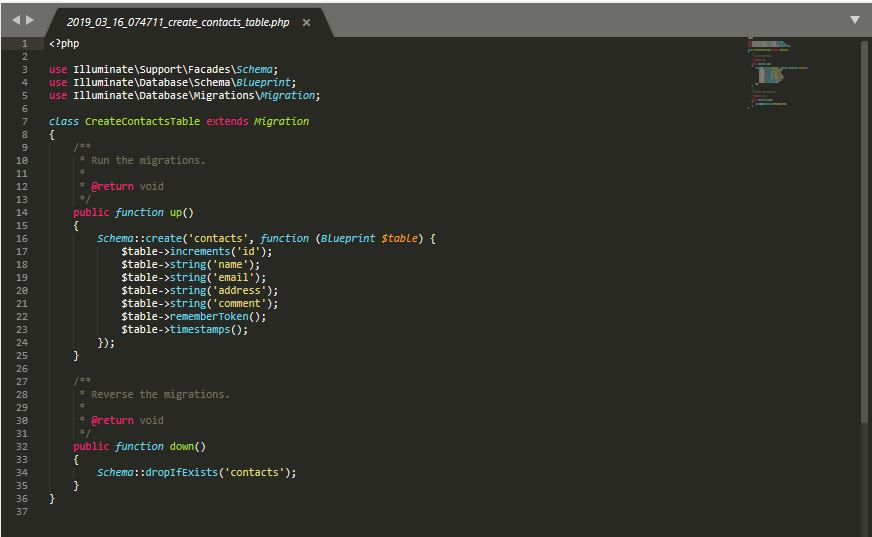 2019_03_16_074711_create_contacts_table.php ×
1 <?php
2
3 use Illuminate\Support\Facades\Schema;
4 use Illuminate\Database\Schema\Blueprint;
5 use Illuminate\Database\Migrations\Migration;
6
7 class CreateContactsTable extends Migration
8 {
9     /**
10      * Run the migrations.
11      *
12      * @return void
13      */
14     public function up()
15     {
16         Schema::create('contacts', function (Blueprint $table) {
17             $table->increments('id');
18             $table->string('name');
19             $table->string('email');
20             $table->string('address');
21             $table->string('comment');
22             $table->rememberToken();
23             $table->timestamps();
24         });
25     }
26
27     /**
28      * Reverse the migrations.
29      *
30      * @return void
31      */
32     public function down()
33     {
34         Schema::dropIfExists('contacts');
35     }
36 }
37